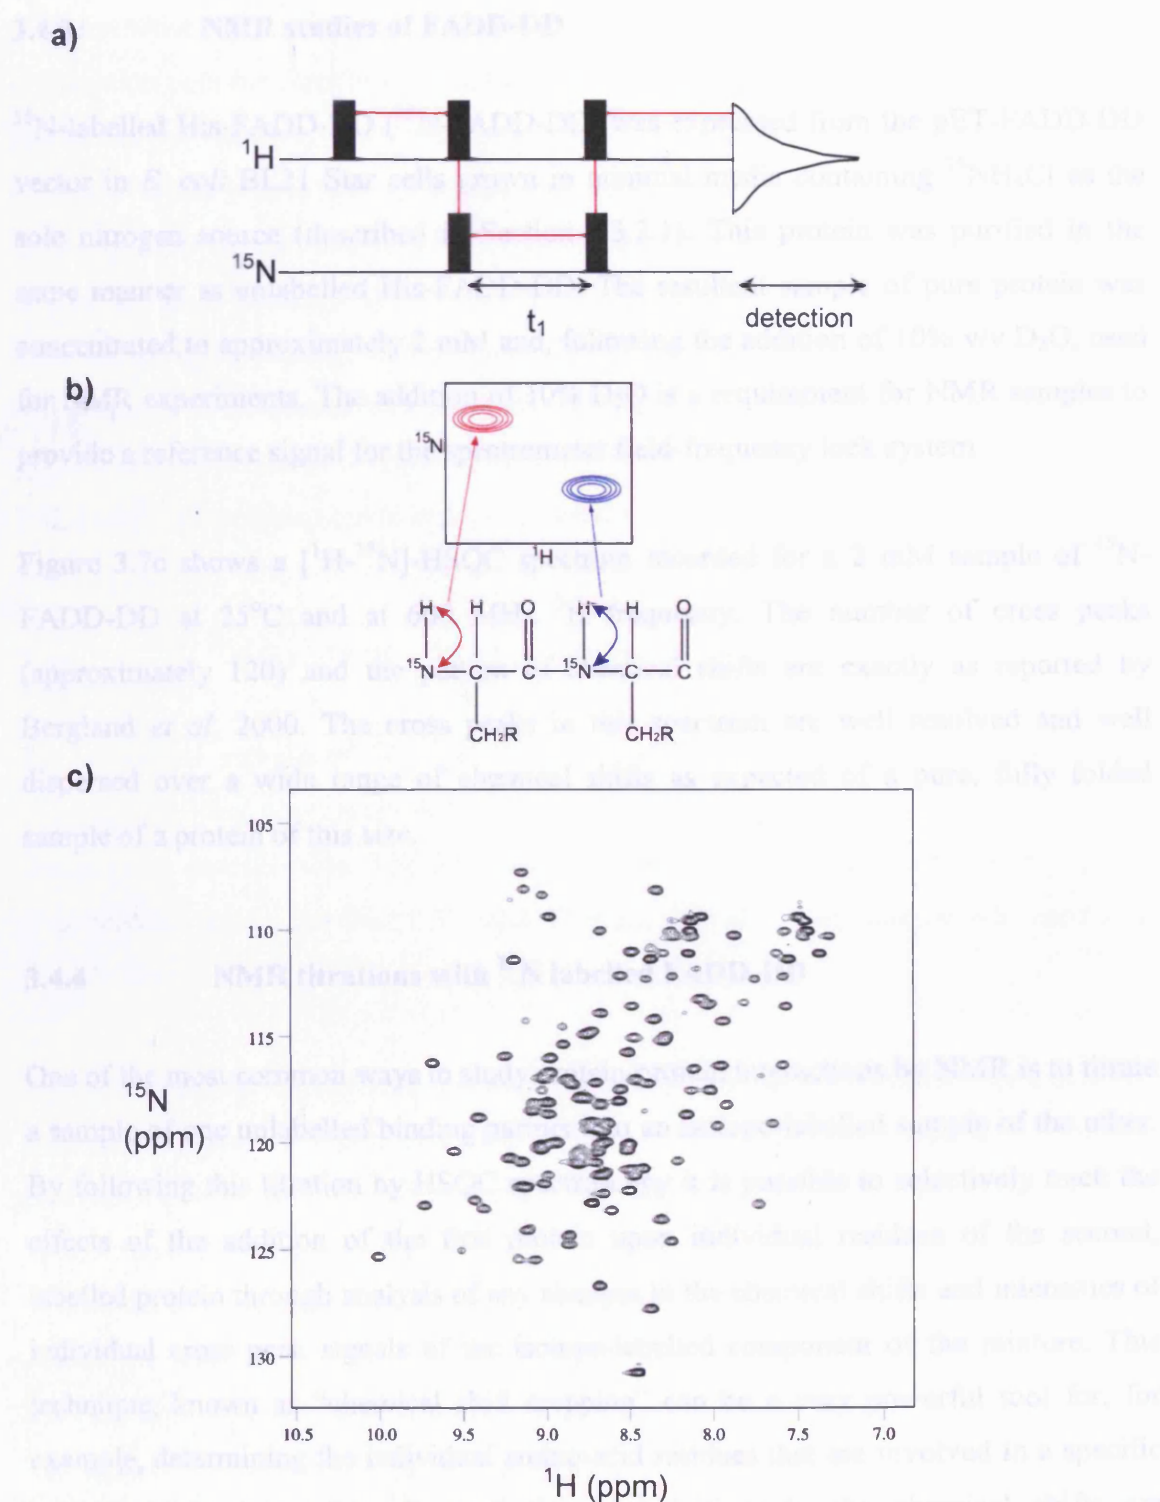 3.4.3 NMR studies of FADD-DD
a)
¹⁵N-labelled His-FADD-DD (¹⁵N-FADD-DD) was expressed from the pET-FADD-DD
¹H
vector in E. coli BL21 Star cells grown in minimal media containing ¹⁵NH₄Cl as the
sole nitrogen source (described in Section 3.2.1). This protein was purified in the
¹⁵N
same manner as unlabelled His-FADD-DD. The resultant sample of pure protein was
t₁ detection
concentrated to approximately 2 mM and, following the addition of 10% v/v D₂O, used
b)
for NMR experiments. The addition of 10% D₂O is a requirement for NMR samples to
¹⁵N
provide a reference signal for the spectrometer field-frequency lock system
¹H
Figure 3.7c shows a [¹H-¹⁵N]-HSQC spectrum recorded for a 2 mM sample of ¹⁵N-
H H O H H O
FADD-DD at 25°C and at 600 MHz ¹H frequency. The number of cross peaks
¹⁵N C C ¹⁵N C C
(approximately 120) and the pattern of chemical shifts are exactly as reported by
CH₂R CH₂R
Bergland et al. 2000. The cross peaks in this spectrum are well resolved and well
c)
dispersed over a wide range of chemical shifts as expected of a pure, fully folded
sample of a protein of this size.
105
110
3.4.4 NMR titrations with ¹⁵N labelled FADD-DD
115
One of the most common ways to study protein-protein interactions by NMR is to titrate
¹⁵N
(ppm)
a sample of one unlabelled binding partner into an isotope-labelled sample of the other.
120
By following this titration by HSQC it is possible to selectively track the
effects of the addition of the first protein upon individual residues of the second,
125
labelled protein through analysis of any changes in the chemical shifts and intensities of
individual cross peak signals of the isotope-labelled component of the mixture. This
130
technique, known as 'chemical shift mapping' can be a very powerful tool for, for
10.5 10.0 9.5 9.0 8.5 8.0 7.5 7.0
example, determining the individual amino acid residues that are involved in a specific
¹H (ppm)